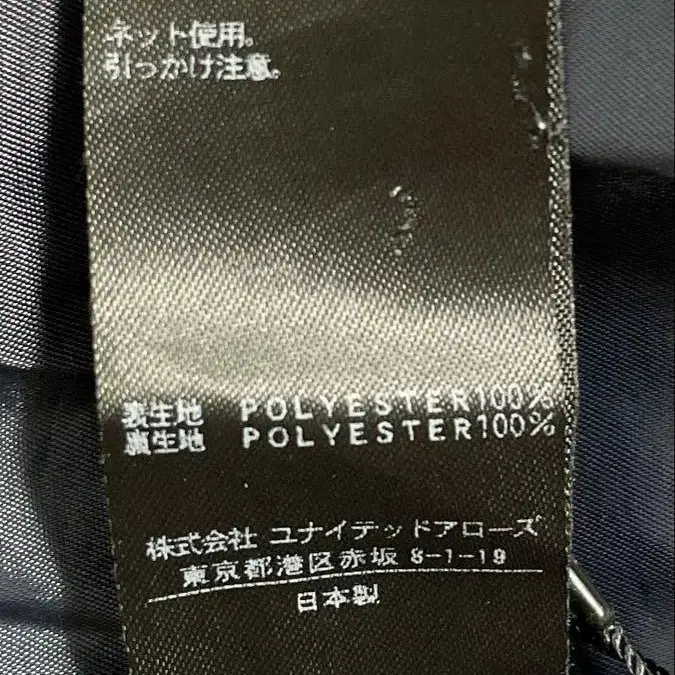 ネット使用。
引っかけ注意。
表生地 POLYESTER100%
裏生地 POLYESTER100%
株式会社 ユナイテッドアローズ
東京都港区赤坂 8-1-19
日本製